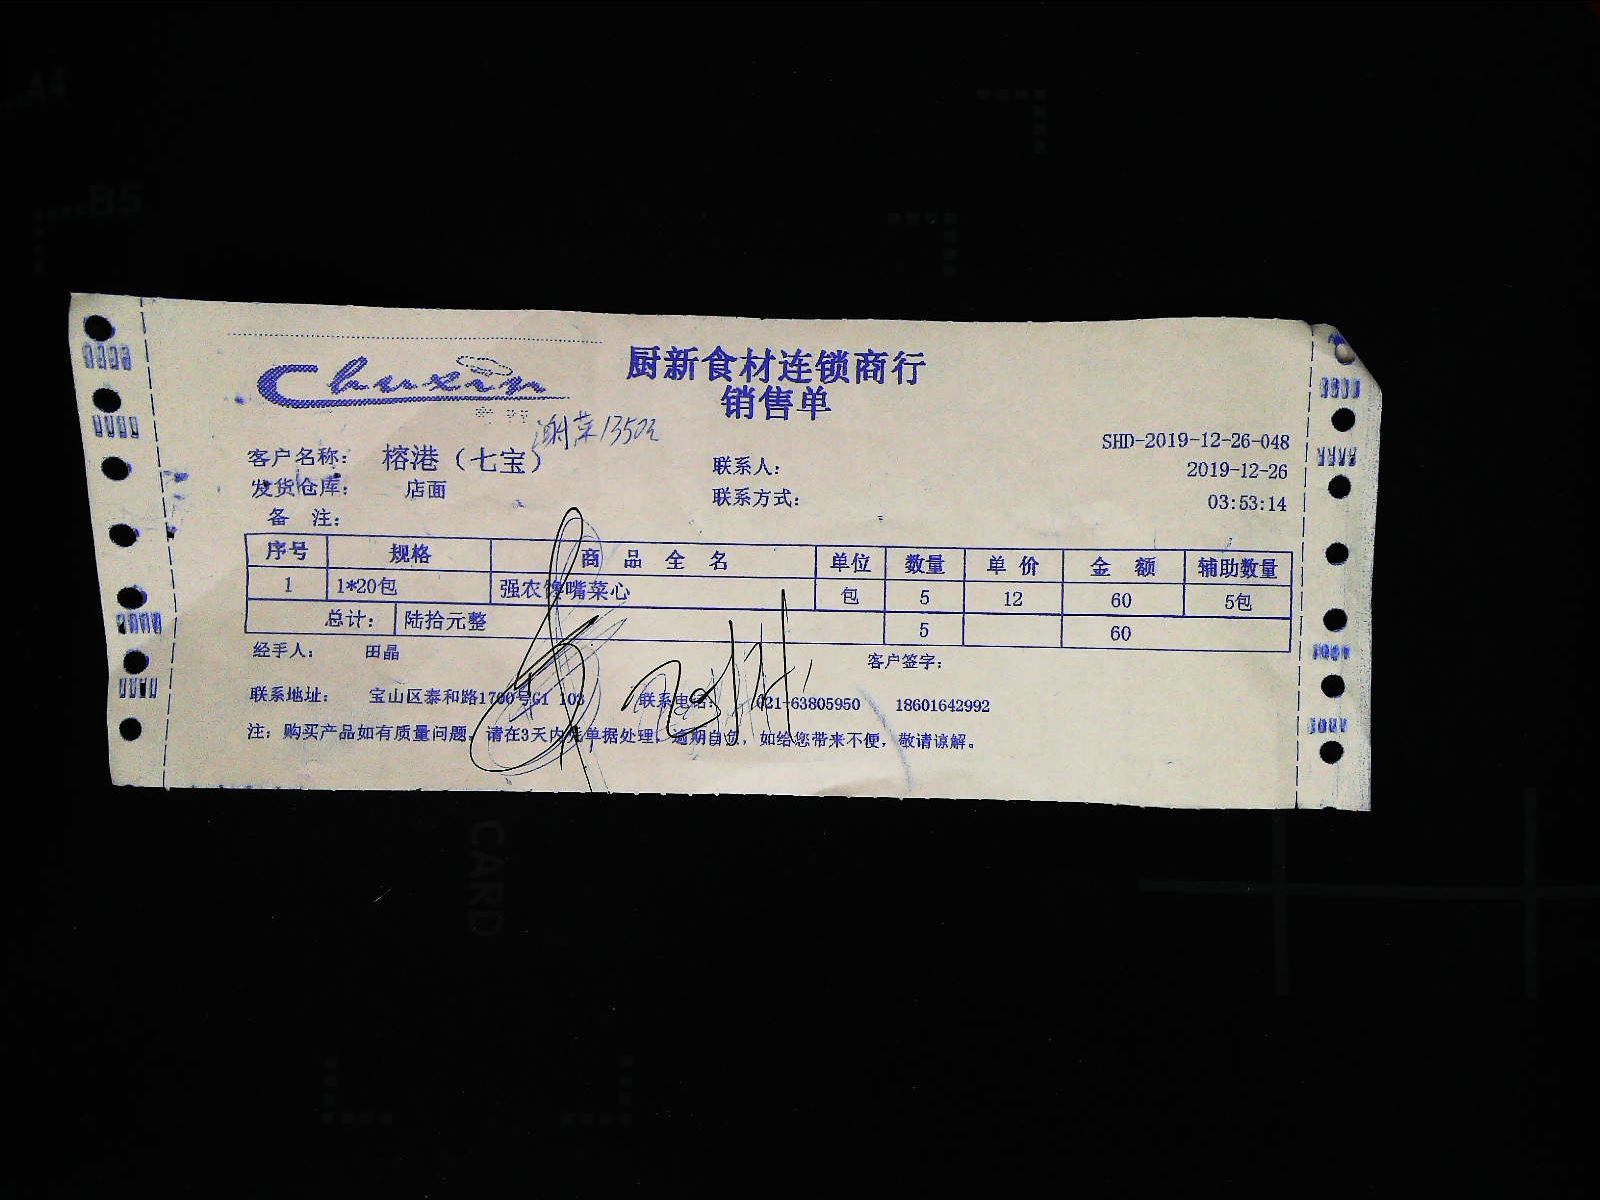 Chuxin
厨新食材连锁商行
销售单
SHD-2019-12-26-048
客户名称： 榕港（七宝） 联系人： 2019-12-26
发货仓库： 店面 联系方式： 03:53:14
备 注：
序号 规格 商 品 全 名 单位 数量 单 价 金 额 辅助数量
1 1*20包 强农馋嘴菜心 包 5 12 60 5包
总计： 陆拾元整 5 60
经手人： 田晶 客户签字：
联系地址： 宝山区泰和路1700号G1 103 联系电话： 021-63805950 18601642992
注：购买产品如有质量问题，请在3天内凭单据处理，逾期自负，如给您带来不便，敬请谅解。
A4
B5
CARD